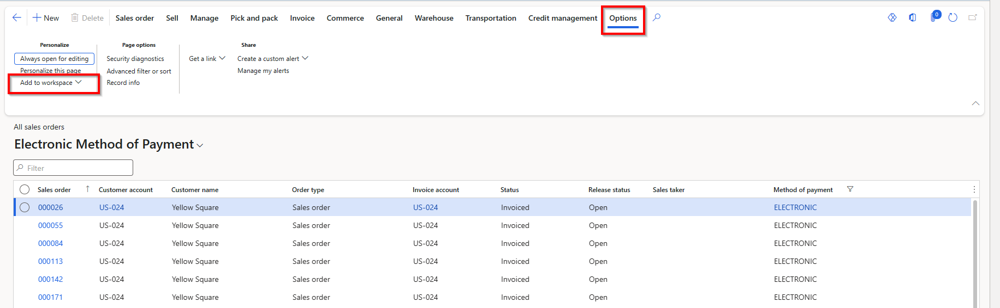 New Delete Sales order Sell Manage Pick and pack Invoice Commerce General Warehouse Transportation Credit management Options 0
Personalize Page options Share
Always open for editing Security diagnostics Get a link Create a custom alert
Personalize this page Advanced filter or sort Manage my alerts
Add to workspace Record info
All sales orders
Electronic Method of Payment
Filter
Sales order Customer account Customer name Order type Invoice account Status Release status Sales taker Method of payment
000026 US-024 Yellow Square Sales order US-024 Invoiced Open ELECTRONIC
000055 US-024 Yellow Square Sales order US-024 Invoiced Open ELECTRONIC
000084 US-024 Yellow Square Sales order US-024 Invoiced Open ELECTRONIC
000113 US-024 Yellow Square Sales order US-024 Invoiced Open ELECTRONIC
000142 US-024 Yellow Square Sales order US-024 Invoiced Open ELECTRONIC
000171 US-024 Yellow Square Sales order US-024 Invoiced Open ELECTRONIC